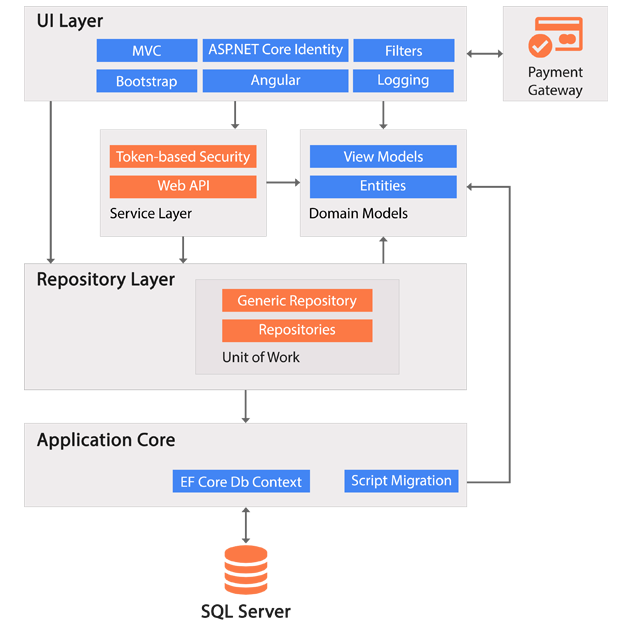 UI Layer
MVC
ASP.NET Core Identity
Filters
Bootstrap
Angular
Logging
Payment
Gateway
Token-based Security
Web API
Service Layer
View Models
Entities
Domain Models
Repository Layer
Generic Repository
Repositories
Unit of Work
Application Core
EF Core Db Context
Script Migration
SQL Server